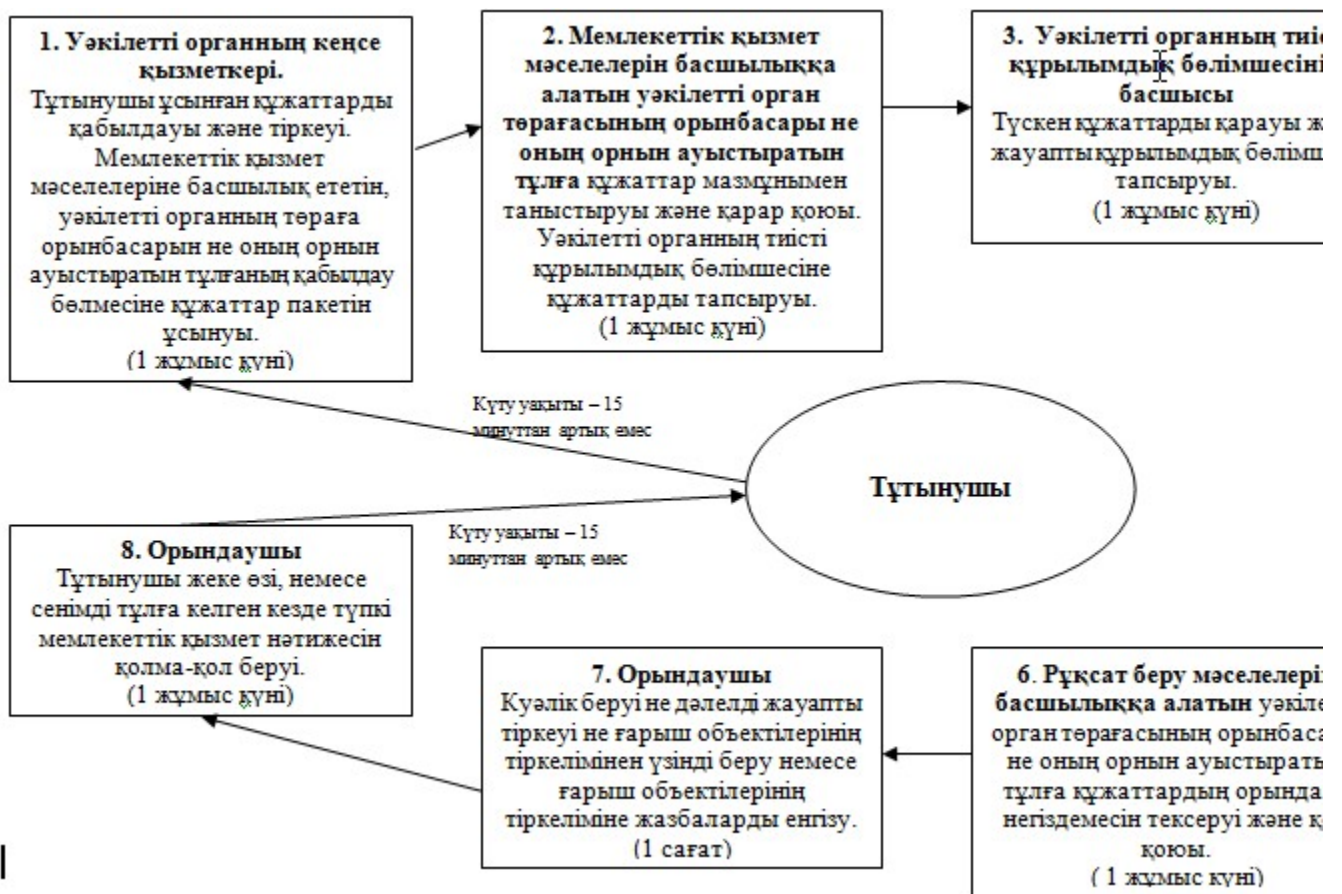 1. Уәкілетті органның кеңсе
қызметкері.
Тұтынушы ұсынған құжаттарды
қабылдауы және тіркеуі.
Мемлекеттік қызмет
мәселелеріне басшылық ететін,
уәкілетті органның төраға
орынбасарын не оның орнын
ауыстыратын тұлғаның қабылдау
бөлмесіне құжаттар пакетін
ұсынуы.
(1 жұмыс күні)
2. Мемлекеттік қызмет
мәселелерін басшылыққа
алатын уәкілетті орган
төрағасының орынбасары не
оның орнын ауыстыратын
тұлға құжаттар мазмұнымен
таныстыруы және қарар қоюы.
Уәкілетті органның тиісті
құрылымдық бөлімшесіне
құжаттарды тапсыруы.
(1 жұмыс күні)
3. Уәкілетті органның
құрылымдық
басшысы
Түскен құжаттарды қарауы
жауапты құрылымдық
тапсыруы.
(1 жұмыс күні)
Күту уақыты – 15
минуттан артық емес
Тұтынушы
Күту уақыты – 15
минуттан артық емес
8. Орындаушы
Тұтынушы жеке өзі, немесе
сенімді тұлға келген кезде түпкі
мемлекеттік қызмет нәтижесін
қолма-қол беруі.
(1 жұмыс күні)
7. Орындаушы
Куәлік беруі не дәлелді жауапты
тіркеуі не ғарыш объектілерінің
тіркелімінен үзінді беру немесе
ғарыш объектілерінің
тіркеліміне жазбаларды енгізу.
(1 сағат)
6. Рұқсат беру
басшылыққа алатын
орган төрағасының
не оның орнын
тұлға құжаттардың
негіздемесін тексеруі және
қоюы.
( 1 жұмыс күні)